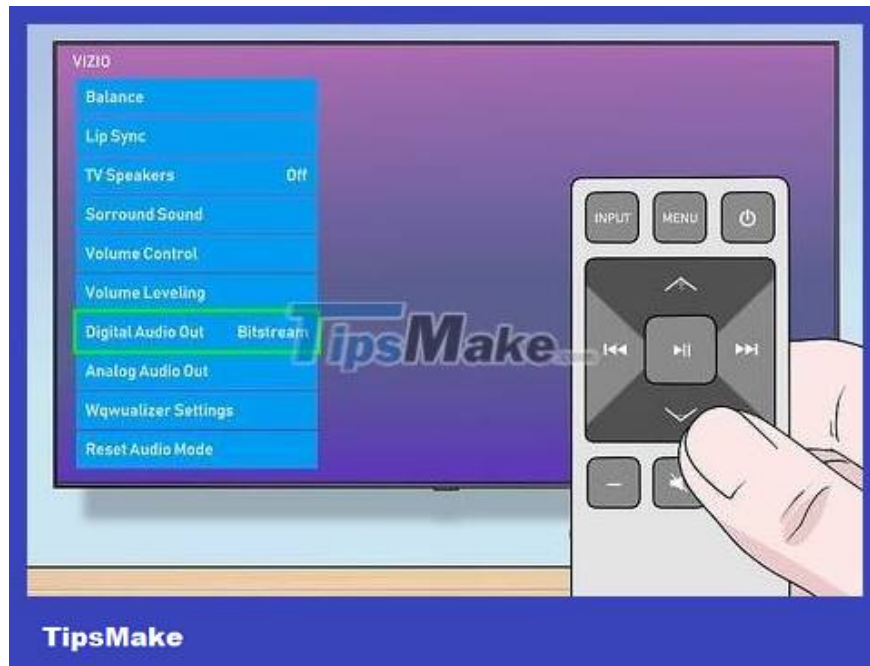 VIZIO
Balance
Lip Sync
TV Speakers Off
Sorround Sound
Volume Control
Volume Leveling
Digital Audio Out Bitstream
Analog Audio Out
Wqwualizer Settings
Reset Audio Mode
INPUT MENU
TipsMake.com
TipsMake